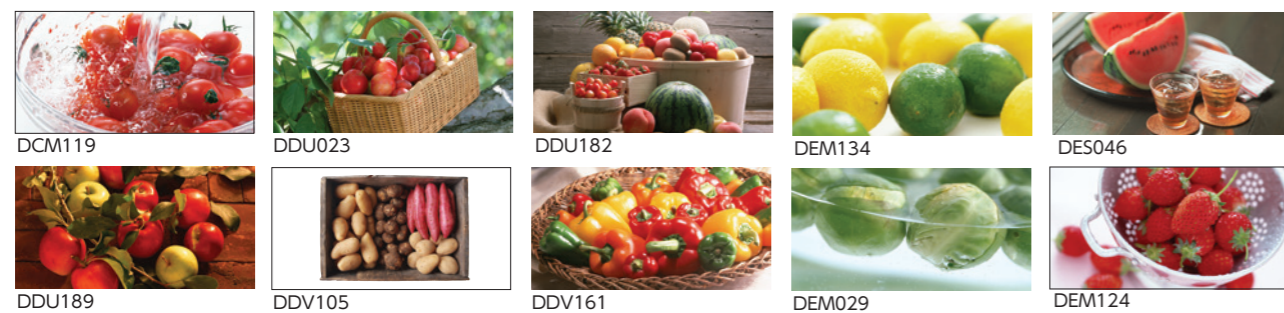 DCM119
DDU023
DDU182
DEM134
DES046
DDU189
DDV105
DDV161
DEM029
DEM124